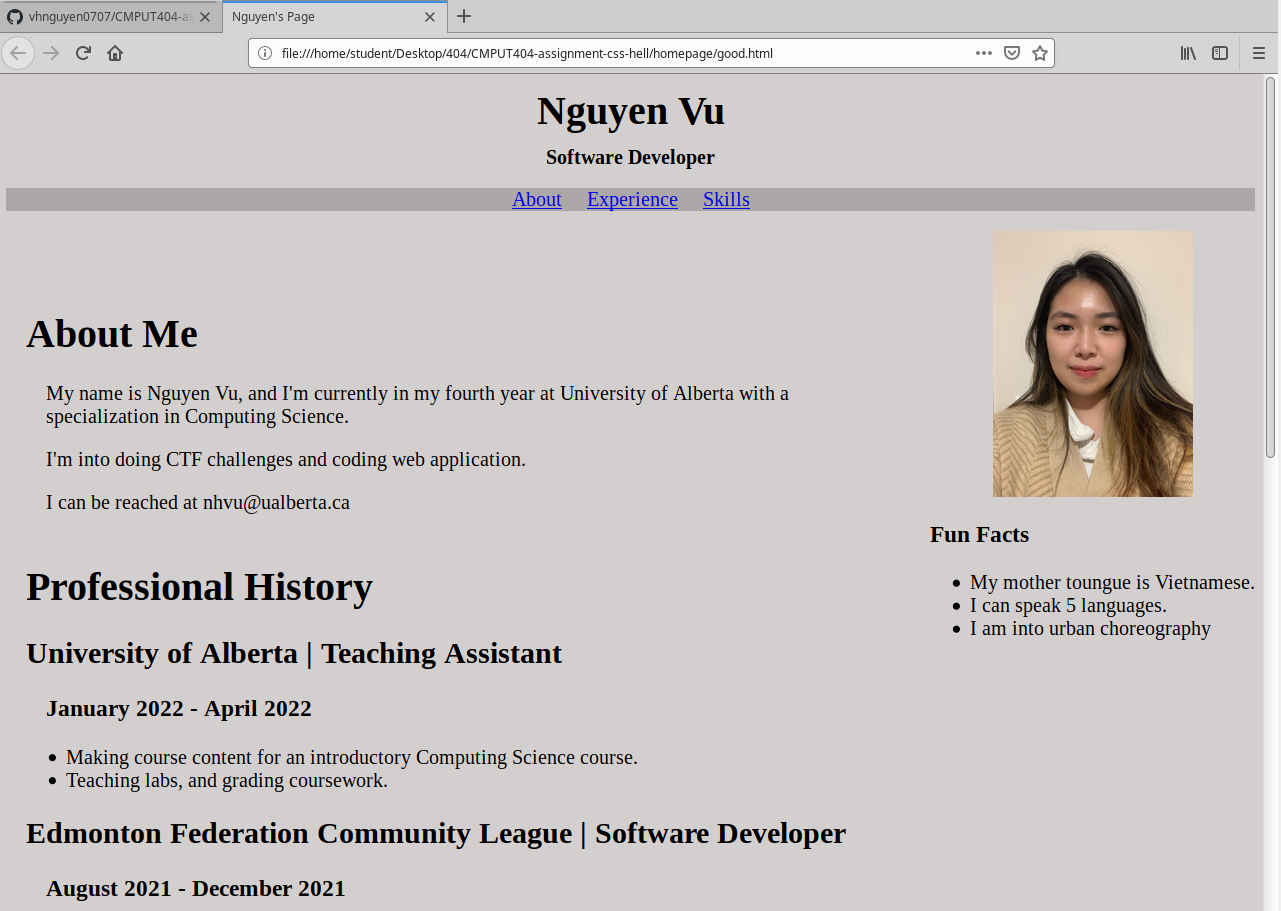 vhnguyen0707/CMPUT404-as
Nguyen's Page
file:///home/student/Desktop/404/CMPUT404-assignment-css-hell/homepage/good.html
Nguyen Vu
Software Developer
About Experience Skills
About Me
My name is Nguyen Vu, and I'm currently in my fourth year at University of Alberta with a
specialization in Computing Science.
I'm into doing CTF challenges and coding web application.
I can be reached at nhvu@ualberta.ca
Professional History
University of Alberta | Teaching Assistant
January 2022 - April 2022
Making course content for an introductory Computing Science course.
Teaching labs, and grading coursework.
Edmonton Federation Community League | Software Developer
August 2021 - December 2021
Fun Facts
My mother toungue is Vietnamese.
I can speak 5 languages.
I am into urban choreography